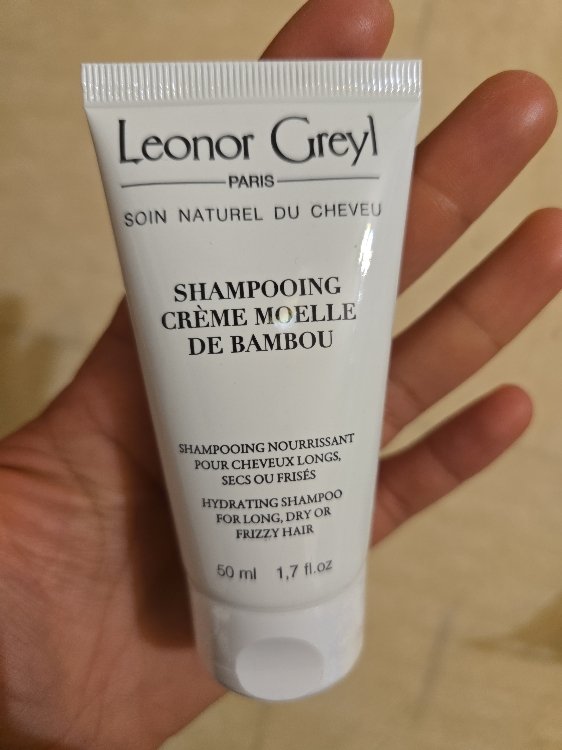 Leonor Greyl
PARIS
SOIN NATUREL DU CHEVEU
SHAMPOOING
CRÈME MOELLE
DE BAMBOU
SHAMPOOING NOURRISSANT
POUR CHEVEUX LONGS,
SECS OU FRISÉS
HYDRATING SHAMPOO
FOR LONG, DRY OR
FRIZZY HAIR
50 ml 1,7 fl.oz